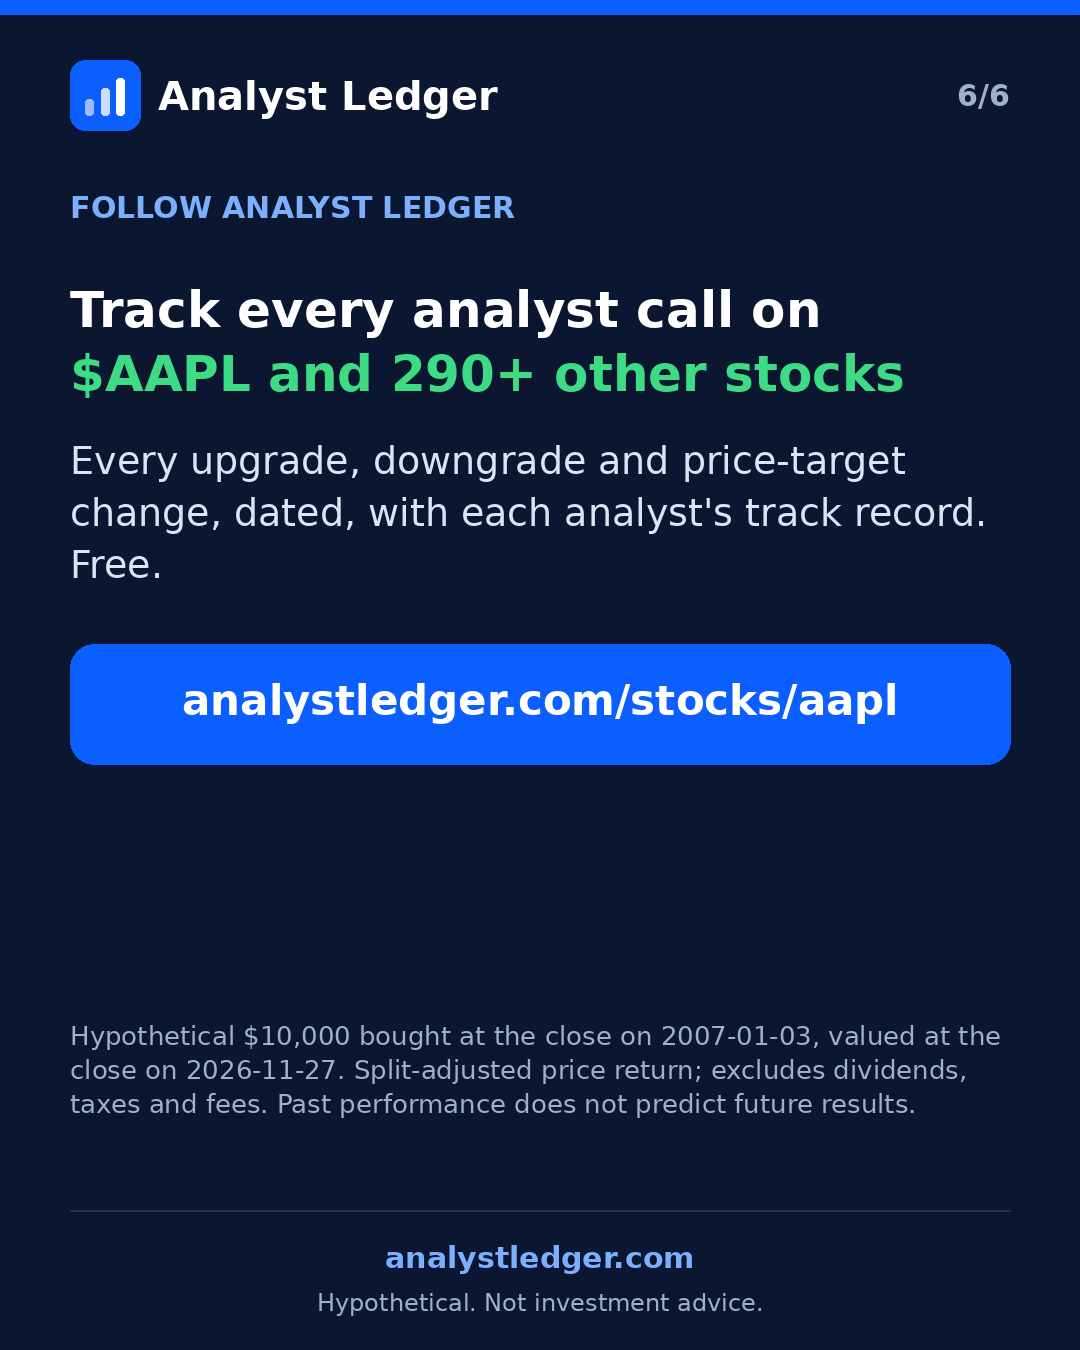 Analyst Ledger
6/6
FOLLOW ANALYST LEDGER
Track every analyst call on
$AAPL and 290+ other stocks
Every upgrade, downgrade and price-target
change, dated, with each analyst's track record.
Free.
analystledger.com/stocks/aapl
Hypothetical $10,000 bought at the close on 2007-01-03, valued at the
close on 2026-11-27. Split-adjusted price return; excludes dividends,
taxes and fees. Past performance does not predict future results.
analystledger.com
Hypothetical. Not investment advice.